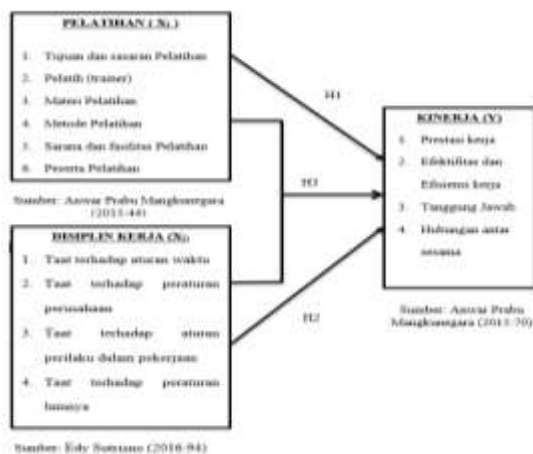 PELATIHAN ( X₁ )
1. Tujuan dan sasaran Pelatihan
2. Pelatih (trainer)
3. Materi Pelatihan
4. Metode Pelatihan
5. Sarana dan fasilitas Pelatihan
6. Peserta Pelatihan
Sumber: Anwar Prabu Mangkunegara
H1
H3
H2
DISIPLIN KERJA (X₂)
1. Taat terhadap aturan waktu
2. Taat terhadap peraturan
perusahaan
3. Taat terhadap aturan
perilaku dalam pekerjaan
4. Taat terhadap peraturan
lainnya
Sumber: Edy Sutrisno (2016:94)
KINERJA (Y)
1. Prestasi kerja
2. Efektifitas dan
Efisiensi kerja
3. Tanggung Jawab
4. Hubungan antar
sesama
Sumber: Anwar Prabu
Mangkunegara